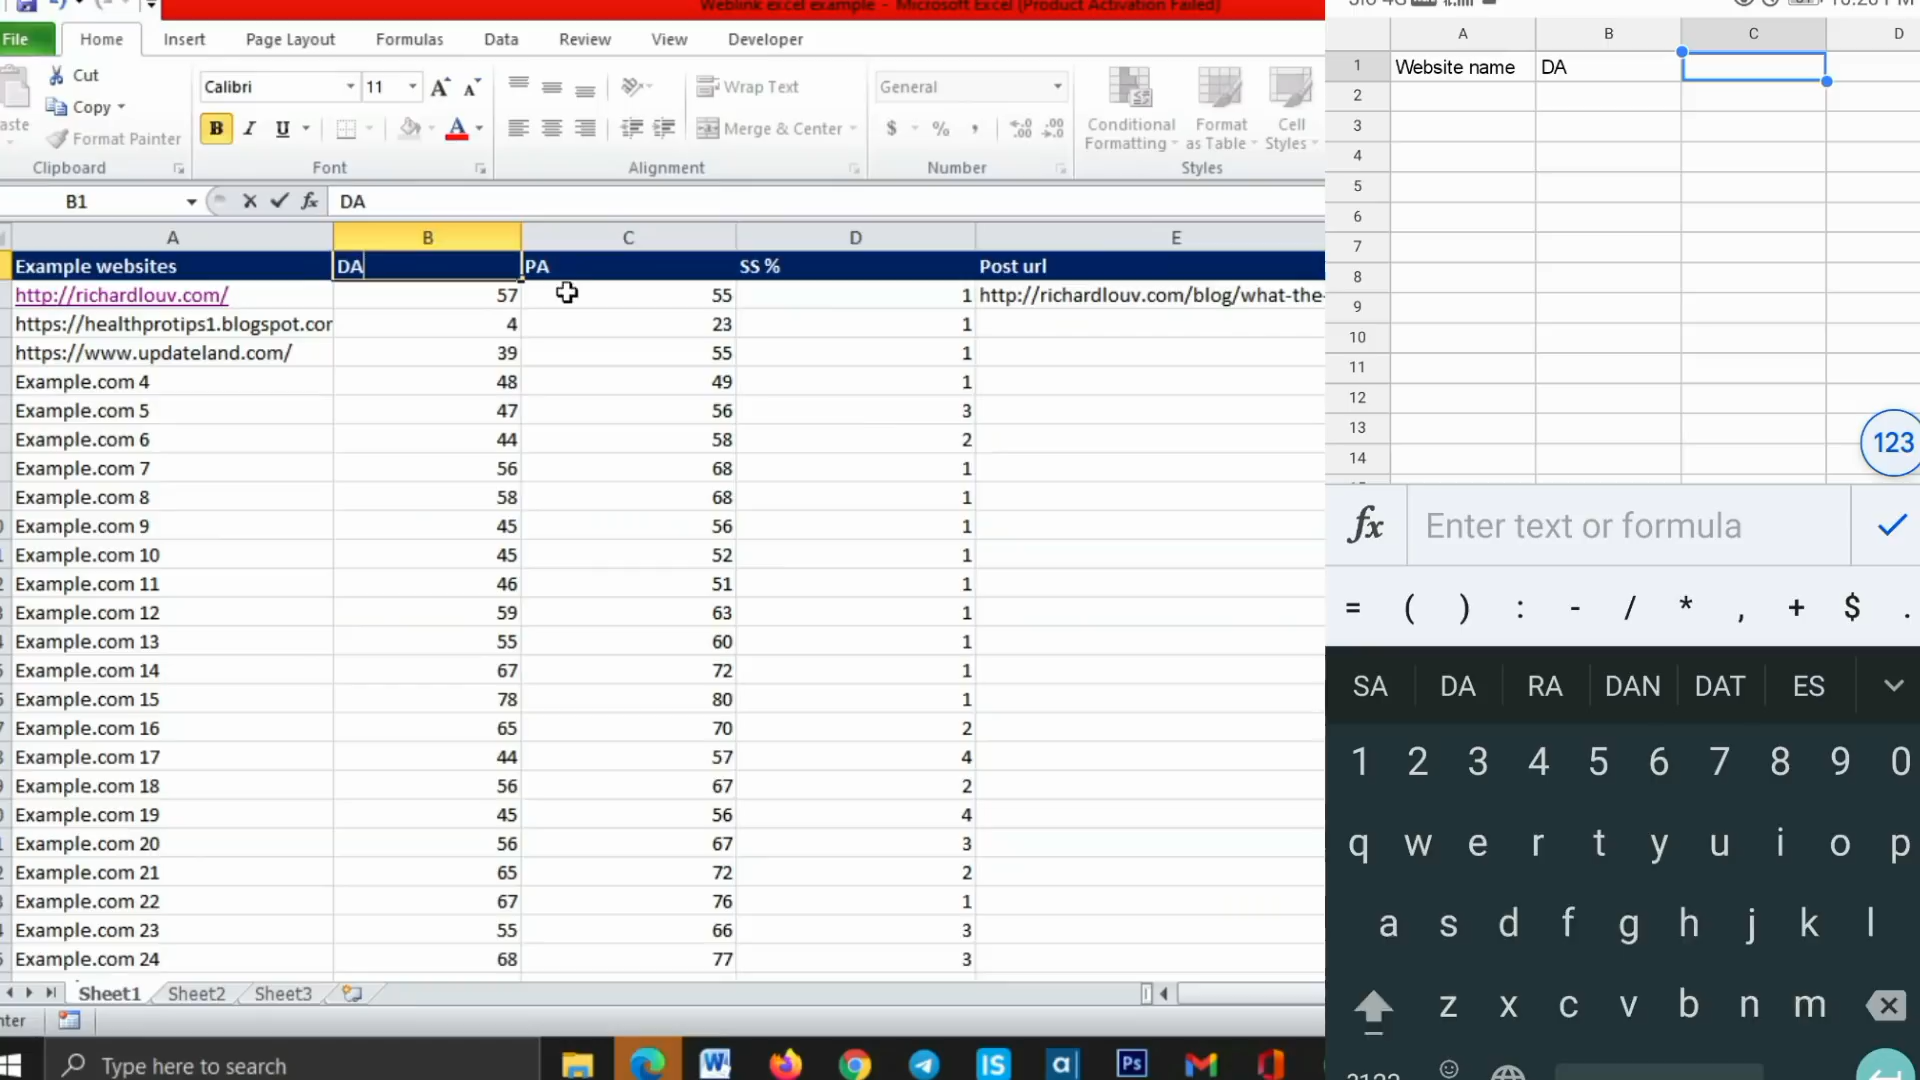 Weblink excel example - Microsoft Excel (Product Activation Failed)
File Home Insert Page Layout Formulas Data Review View Developer
Cut
Copy
Format Painter
Clipboard
Calibri 11
B I U A
Font
Wrap Text
Merge & Center
Alignment
General
$ % ,
Number
Conditional Formatting
Format as Table
Cell Styles
Styles
B1 fx DA
A B C D E
Example websites DA PA SS % Post url
http://richardlouv.com/ 57 55 1 http://richardlouv.com/blog/what-the-
https://healthprotips1.blogspot.cor 4 23 1
https://www.updateland.com/ 39 55 1
Example.com 4 48 49 1
Example.com 5 47 56 3
Example.com 6 44 58 2
Example.com 7 56 68 1
Example.com 8 58 68 1
Example.com 9 45 56 1
Example.com 10 45 52 1
Example.com 11 46 51 1
Example.com 12 59 63 1
Example.com 13 55 60 1
Example.com 14 67 72 1
Example.com 15 78 80 1
Example.com 16 65 70 2
Example.com 17 44 57 4
Example.com 18 56 67 2
Example.com 19 45 56 4
Example.com 20 56 67 3
Example.com 21 65 72 2
Example.com 22 67 76 1
Example.com 23 55 66 3
Example.com 24 68 77 3
Sheet1 Sheet2 Sheet3
Type here to search
W IS a Ps
A B C D
1 Website name DA
2
3
4
5
6
7
8
9
10
11
12
13
14
123
fx Enter text or formula
= ( ) : - / * , + $ .
SA DA RA DAN DAT ES
1 2 3 4 5 6 7 8 9 0
q w e r t y u i o p
a s d f g h j k l
z x c v b n m